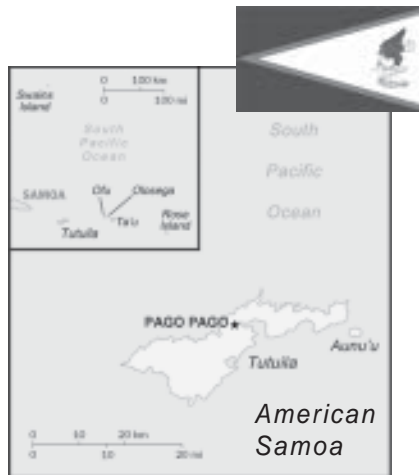 0 100 km
0 100 mi
Swains
Island
South
Pacific
Ocean
SAMOA
Ofu
Olosega
Ta'u
Rose
Island
Tutuila
South
Pacific
Ocean
PAGO PAGO
Aunu'u
Tutuila
0 10 20 km
0 10 20 mi
American
Samoa